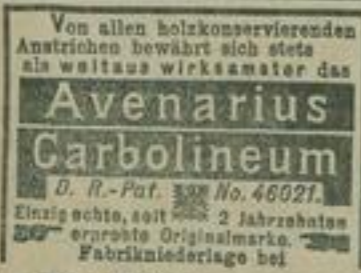 Von allen holzkonservierenden
Anstrichen bewährt sich stets
als weitaus wirksamster das
Avenarius
Carbolineum
D. R.-Pat. No. 46021.
Einzig echte, seit 2 Jahrzehnten
erprobte Originalmarke.
Fabrikniederlage bei